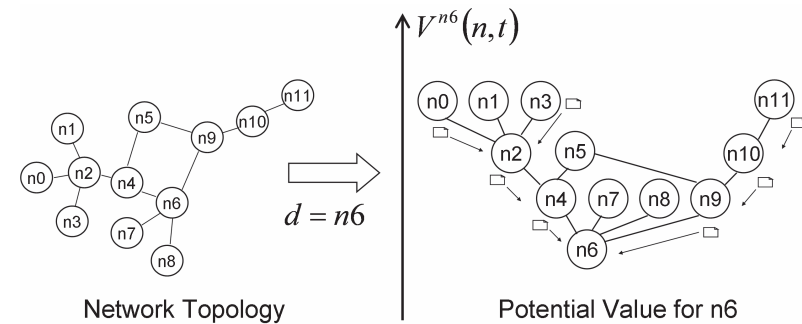 n1
n0
n2
n3
n4
n5
n6
n7
n8
n9
n10
n11
d = n6
Network Topology
V^{n6}(n,t)
n0
n1
n3
n11
n2
n5
n10
n4
n7
n8
n9
n6
Potential Value for n6